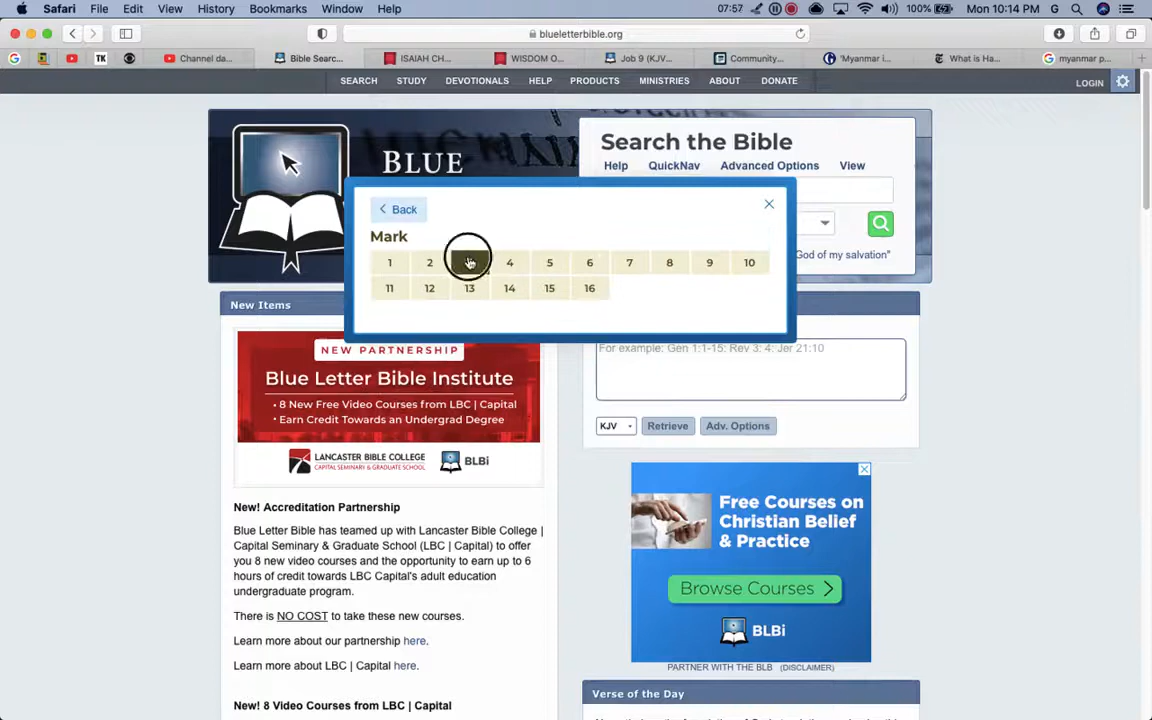 Safari File Edit View History Bookmarks Window Help 07:57 100% Mon 10:14 PM G
blueletterbible.org
Channel da... Bible Searc... ISAIAH CH... WISDOM O... Job 9 (KJV... Community... 'Myanmar i... What is Ha... myanmar p...
SEARCH STUDY DEVOTIONALS HELP PRODUCTS MINISTRIES ABOUT DONATE LOGIN
BLUE
Search the Bible
Help QuickNav Advanced Options View
God of my salvation"
Back
Mark
1 2 4 5 6 7 8 9 10
11 12 13 14 15 16
New Items
NEW PARTNERSHIP
Blue Letter Bible Institute
• 8 New Free Video Courses from LBC | Capital
• Earn Credit Towards an Undergrad Degree
LANCASTER BIBLE COLLEGE
CAPITAL SEMINARY & GRADUATE SCHOOL
BLBi
New! Accreditation Partnership
Blue Letter Bible has teamed up with Lancaster Bible College |
Capital Seminary & Graduate School (LBC | Capital) to offer
you 8 new video courses and the opportunity to earn up to 6
hours of credit towards LBC Capital's adult education
undergraduate program.
There is NO COST to take these new courses.
Learn more about our partnership here.
Learn more about LBC | Capital here.
New! 8 Video Courses from LBC | Capital
For example: Gen 1:1-15: Rev 3: 4: Jer 21:10
KJV Retrieve Adv. Options
Free Courses on
Christian Belief
& Practice
Browse Courses
BLBi
PARTNER WITH THE BLB (DISCLAIMER)
Verse of the Day